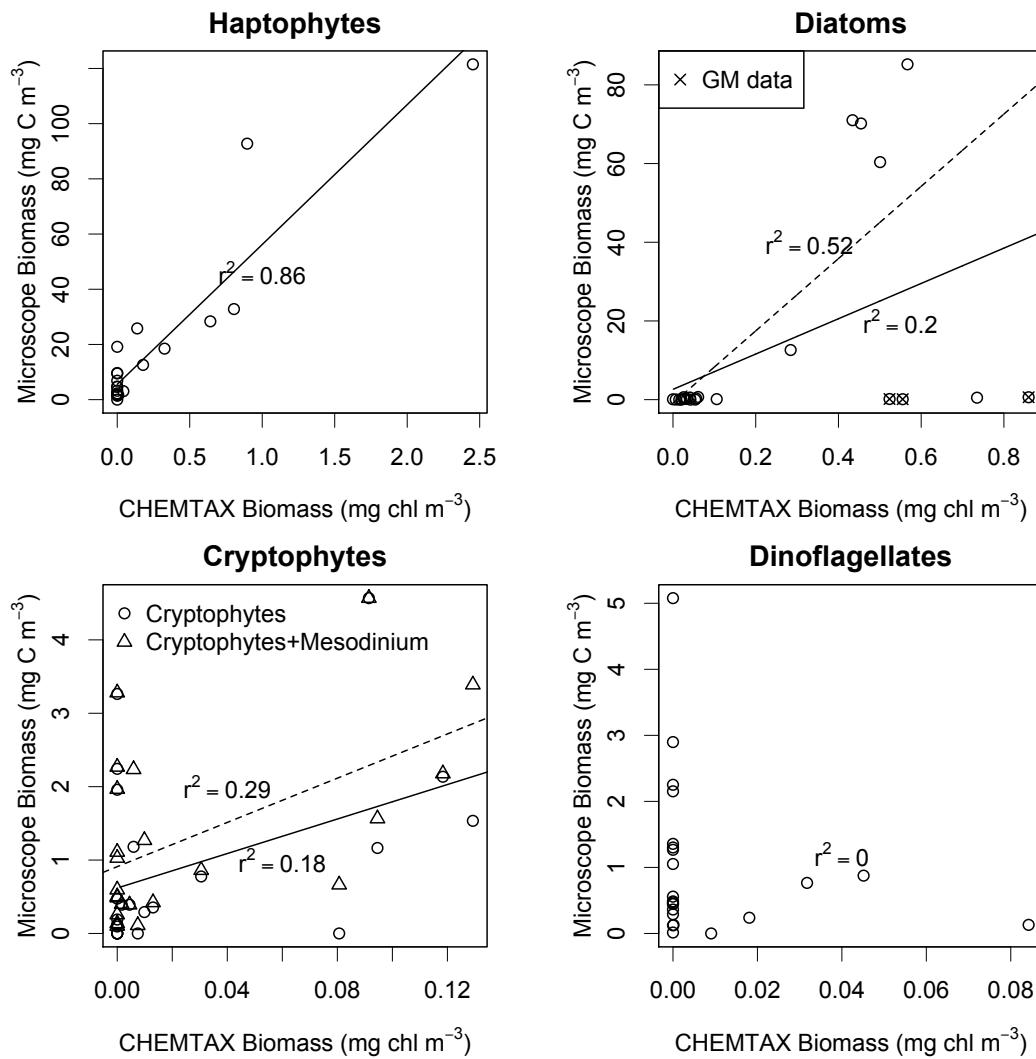 Haptophytes
Microscope Biomass (mg C m−3)
0 20 40 60 80 100
r2 = 0.86
0.0 0.5 1.0 1.5 2.0 2.5
CHEMTAX Biomass (mg chl m−3)
Diatoms
Microscope Biomass (mg C m−3)
0 20 40 60 80
GM data
r2 = 0.52
r2 = 0.2
0.0 0.2 0.4 0.6 0.8
CHEMTAX Biomass (mg chl m−3)
Cryptophytes
Microscope Biomass (mg C m−3)
0 1 2 3 4
Cryptophytes
Cryptophytes+Mesodinium
r2 = 0.29
r2 = 0.18
0.00 0.04 0.08 0.12
CHEMTAX Biomass (mg chl m−3)
Dinoflagellates
Microscope Biomass (mg C m−3)
0 1 2 3 4 5
r2 = 0
0.00 0.02 0.04 0.06 0.08
CHEMTAX Biomass (mg chl m−3)